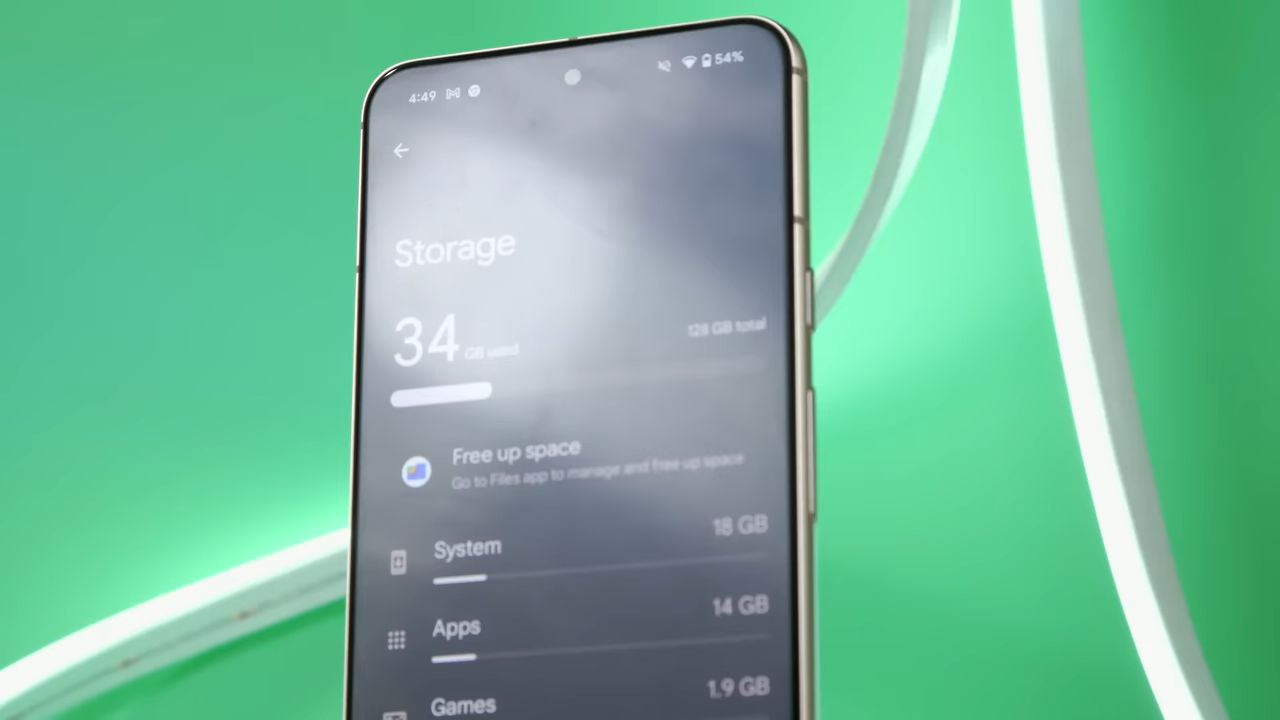 4:49
54%
Storage
34 GB used
128 GB total
Free up space
Go to Files app to manage and free up space
System
18 GB
Apps
14 GB
Games
1.9 GB